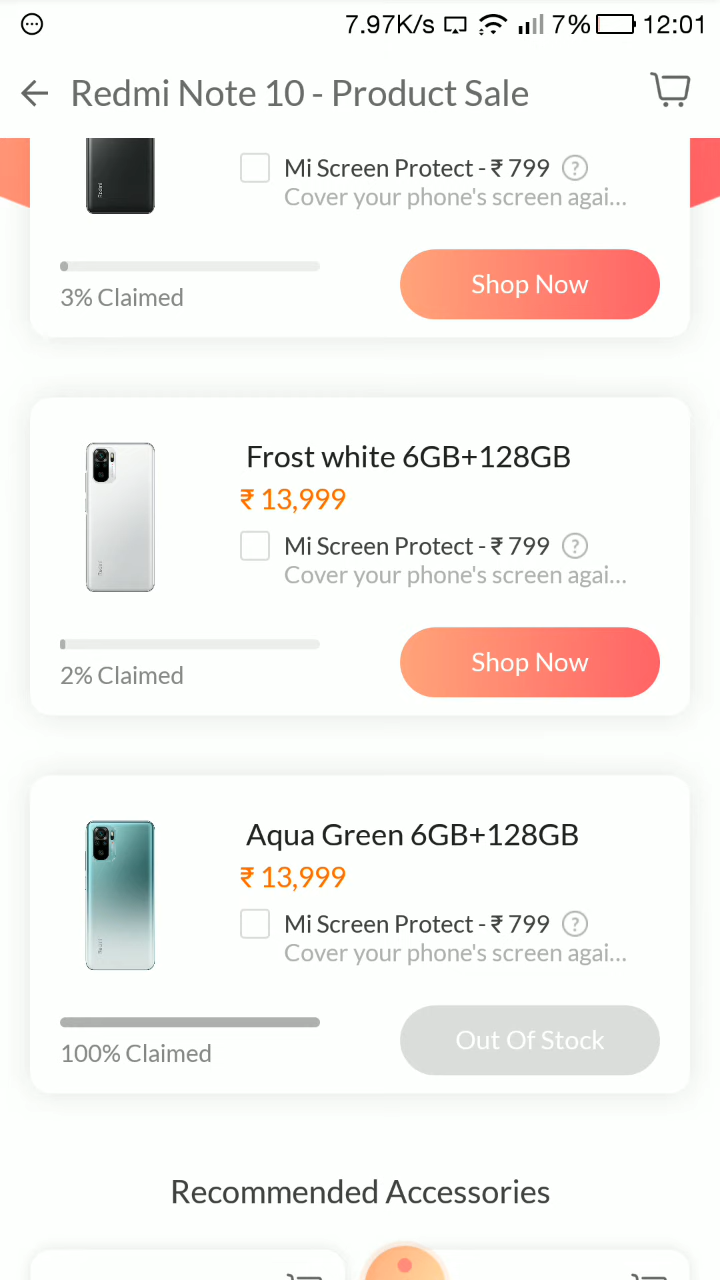 7.97K/s 7% 12:01
Redmi Note 10 - Product Sale
Mi Screen Protect - ₹ 799 ?
Cover your phone's screen agai...
3% Claimed
Shop Now
Frost white 6GB+128GB
₹ 13,999
Mi Screen Protect - ₹ 799 ?
Cover your phone's screen agai...
2% Claimed
Shop Now
Aqua Green 6GB+128GB
₹ 13,999
Mi Screen Protect - ₹ 799 ?
Cover your phone's screen agai...
100% Claimed
Out Of Stock
Recommended Accessories